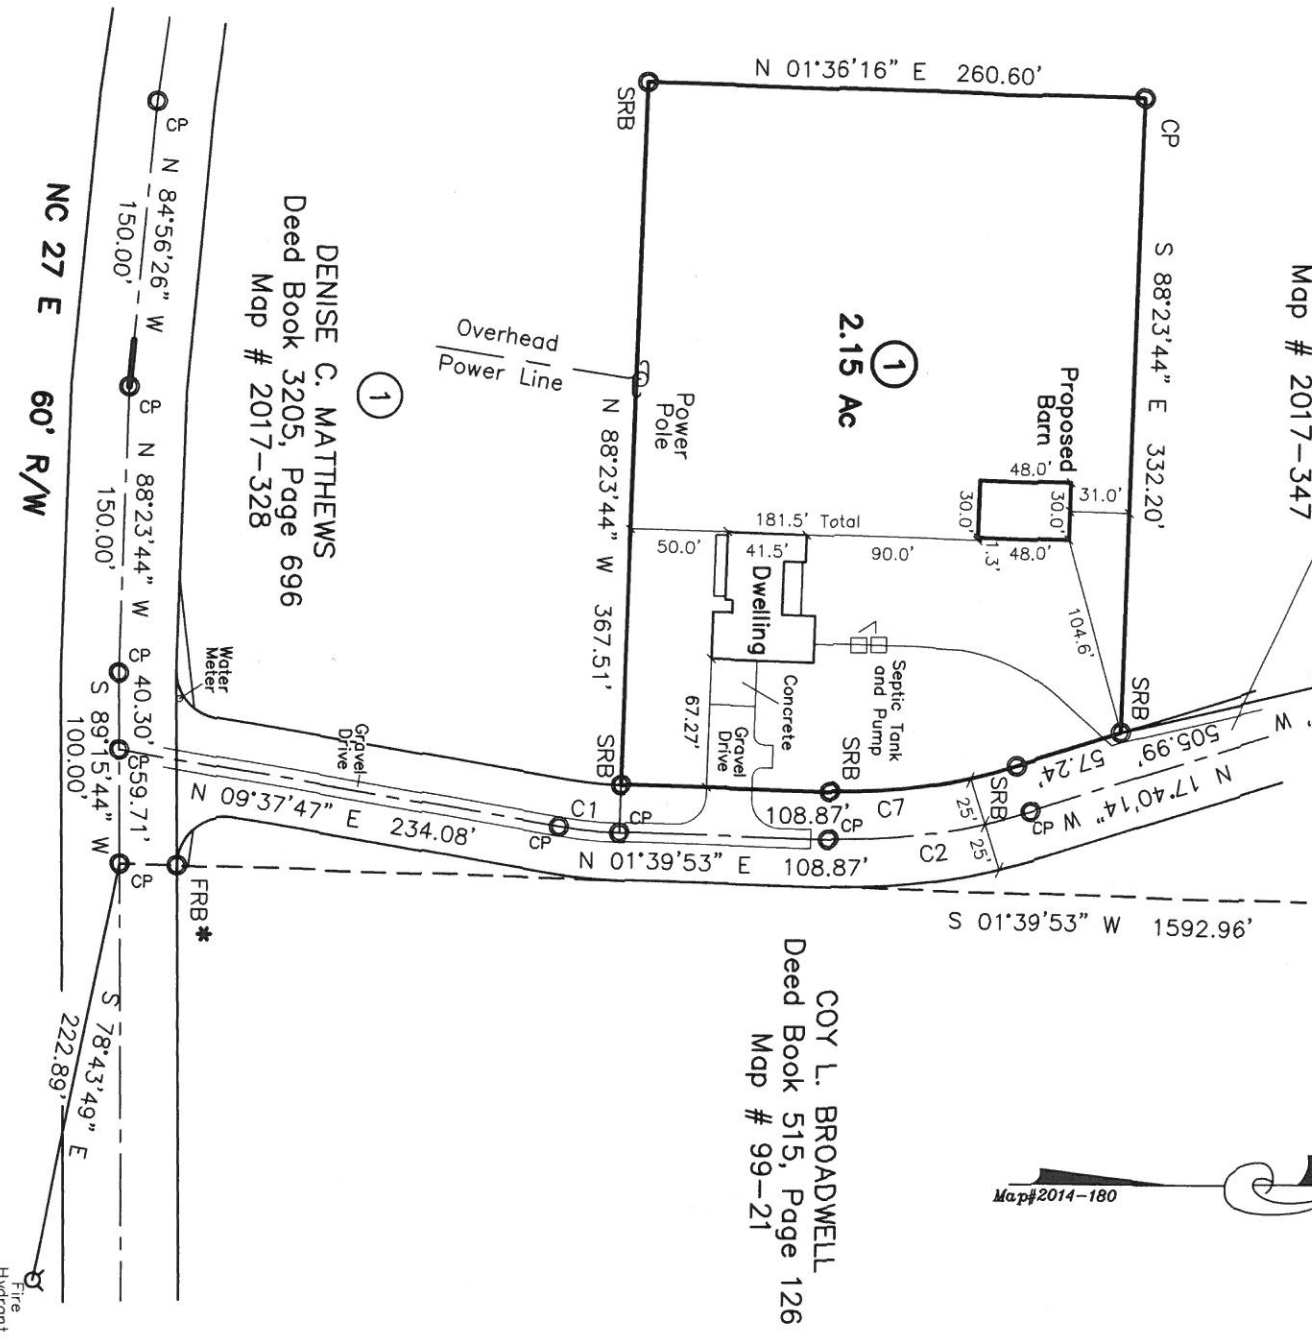 N 01°36'16" E 260.60'
CP
SRB
S 88°23'44" E 332.20'
Map # 2017-347
1
2.15 Ac
Proposed
Barn
48.0'
30.0'
30.0'
48.0'
31.0'
1.3'
104.6'
181.5' Total
50.0'
41.5'
90.0'
Dwelling
Septic Tank
and Pump
Concrete
Gravel
Drive
67.27'
Power
Pole
Overhead
Power Line
N 88°23'44" W 367.51'
SRB
SRB
SRB
SRB
57.24'
505.99'
N 17°40'14" W
' W
C7
C2
C1
25'
25'
CP
CP
CP
CP
108.87'
N 01°39'53" E 108.87'
S 01°39'53" W 1592.96'
N 09°37'47" E 234.08'
Gravel
Drive
Water
Meter
1
DENISE C. MATTHEWS
Deed Book 3205, Page 696
Map # 2017-328
CP
N 84°56'26" W
150.00'
CP
N 88°23'44" W
150.00'
CP
40.30'
59.71'
S 89°15'44" W
100.00'
CP
FRB*
NC 27 E 60' R/W
S 78°43'49" E
222.89'
Fire
Hydrant
COY L. BROADWELL
Deed Book 515, Page 126
Map # 99-21
Map#2014-180